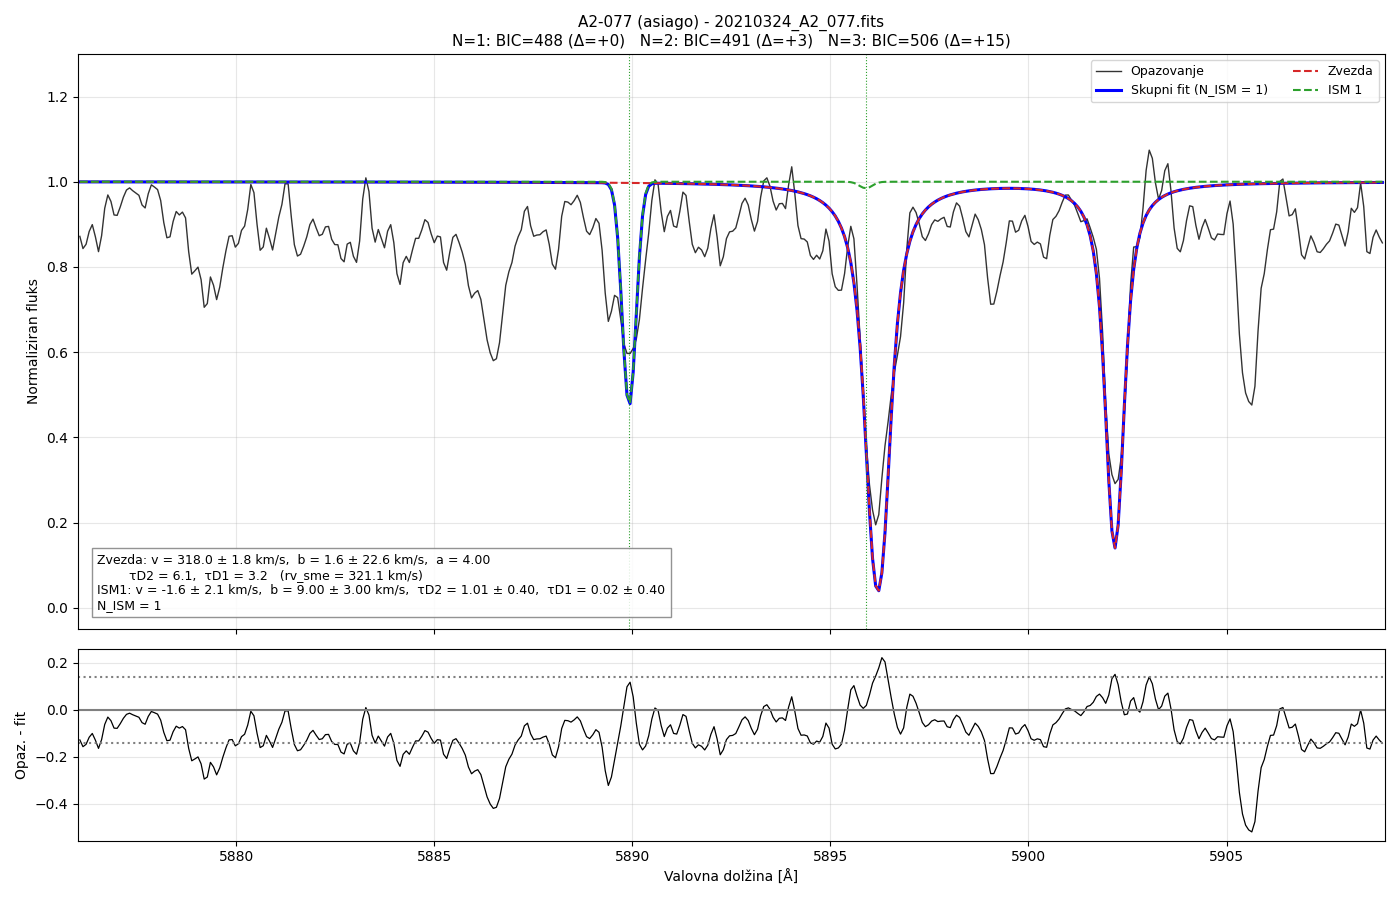 A2-077 (asiago) - 20210324_A2_077.fits
N=1: BIC=488 (Δ=+0)   N=2: BIC=491 (Δ=+3)   N=3: BIC=506 (Δ=+15)
Opazovanje
Skupni fit (N_ISM = 1)
Zvezda
ISM 1
Normaliziran fluks
1.2
1.0
0.8
0.6
0.4
0.2
0.0
Zvezda: v = 318.0 ± 1.8 km/s,  b = 1.6 ± 22.6 km/s,  a = 4.00
τD2 = 6.1,  τD1 = 3.2   (rv_sme = 321.1 km/s)
ISM1: v = -1.6 ± 2.1 km/s,  b = 9.00 ± 3.00 km/s,  τD2 = 1.01 ± 0.40,  τD1 = 0.02 ± 0.40
N_ISM = 1
Opaz. - fit
0.2
0.0
−0.2
−0.4
5880
5885
5890
5895
5900
5905
Valovna dolžina [Å]